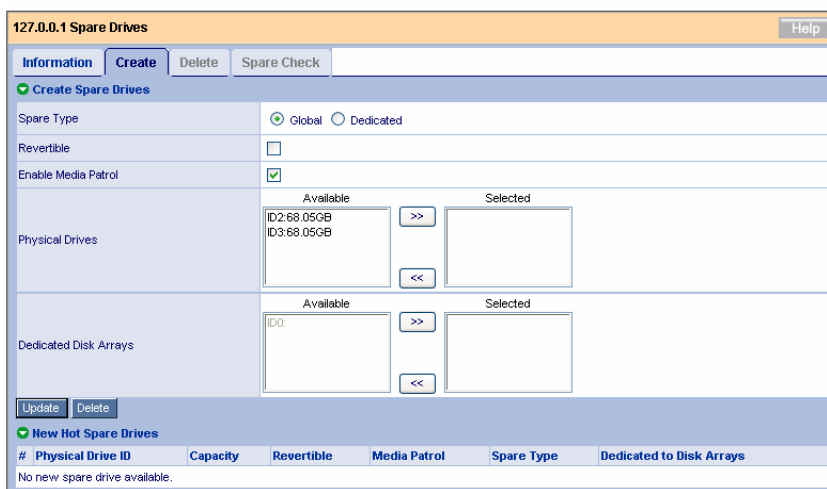 127.0.0.1 Spare Drives Help
Information Create Delete Spare Check
Create Spare Drives
Spare Type Global Dedicated
Revertible
Enable Media Patrol
Available Selected
ID2:68.05GB >>
ID3:68.05GB
Physical Drives
<<
Available Selected
ID0: >>
Dedicated Disk Arrays
<<
Update Delete
New Hot Spare Drives
# Physical Drive ID Capacity Revertible Media Patrol Spare Type Dedicated to Disk Arrays
No new spare drive available.